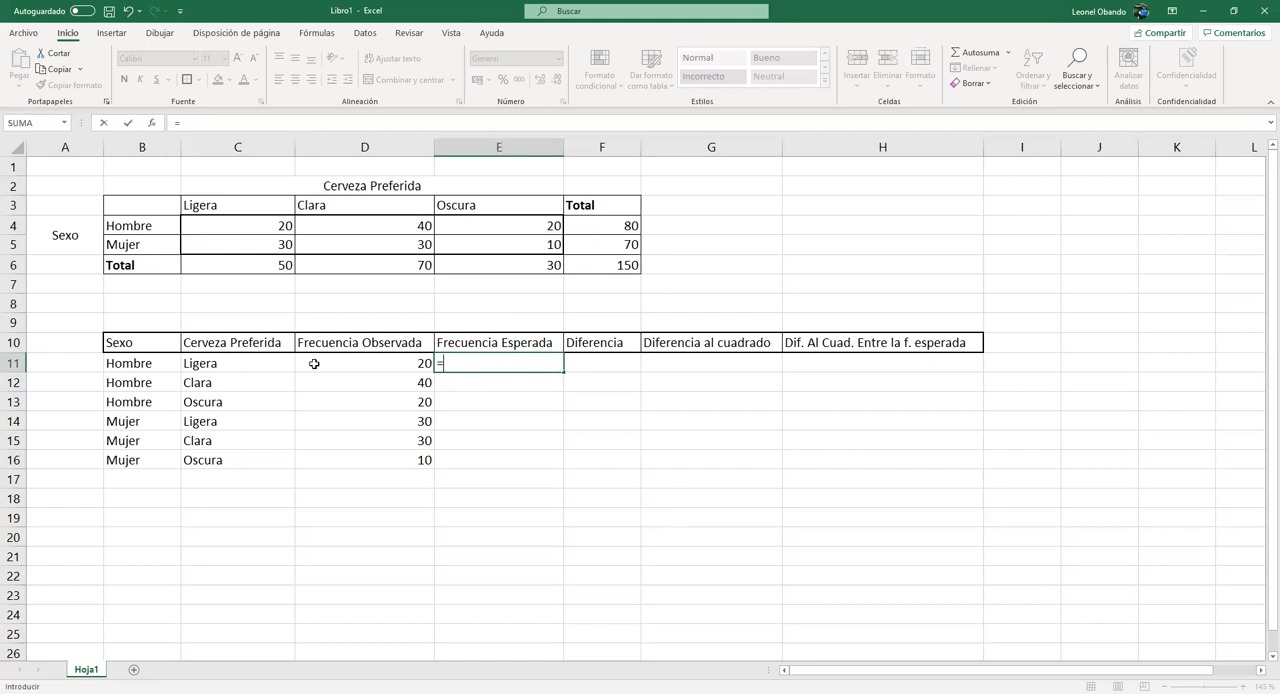 Autoguardado Libro1 - Excel Buscar Leonel Obando
Archivo Inicio Insertar Dibujar Disposición de página Fórmulas Datos Revisar Vista Ayuda Compartir Comentarios
Pegar Cortar Copiar Copiar formato
Portapapeles
Calibri 11 N K S
Fuente
Ajustar texto Combinar y centrar
Alineación
General % 000
Número
Formato condicional Dar formato como tabla Normal Bueno Incorrecto Neutral
Estilos
Insertar Eliminar Formato
Celdas
Autosuma Rellenar Borrar Ordenar y filtrar Buscar y seleccionar
Edición
Analizar datos
Análisis
Confidencialidad
Confidencialidad
SUMA fx =
A B C D E F G H I J K L
1
2 Cerveza Preferida
3 Ligera Clara Oscura Total
4 Hombre 20 40 20 80
Sexo
5 Mujer 30 30 10 70
6 Total 50 70 30 150
7
8
9
10 Sexo Cerveza Preferida Frecuencia Observada Frecuencia Esperada Diferencia Diferencia al cuadrado Dif. Al Cuad. Entre la f. esperada
11 Hombre Ligera 20 =
12 Hombre Clara 40
13 Hombre Oscura 20
14 Mujer Ligera 30
15 Mujer Clara 30
16 Mujer Oscura 10
17
18
19
20
21
22
23
24
25
26
Hoja1
Introducir 145 %